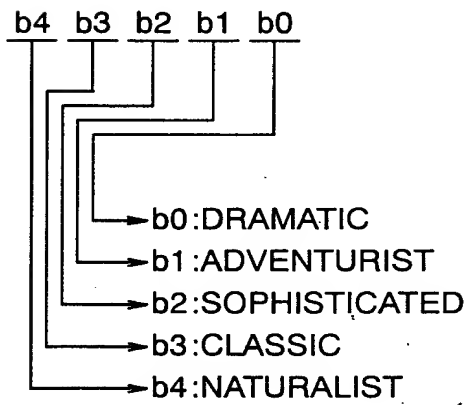 b4 b3 b2 b1 b0
b0:DRAMATIC
b1:ADVENTURIST
b2:SOPHISTICATED
b3:CLASSIC
b4:NATURALIST